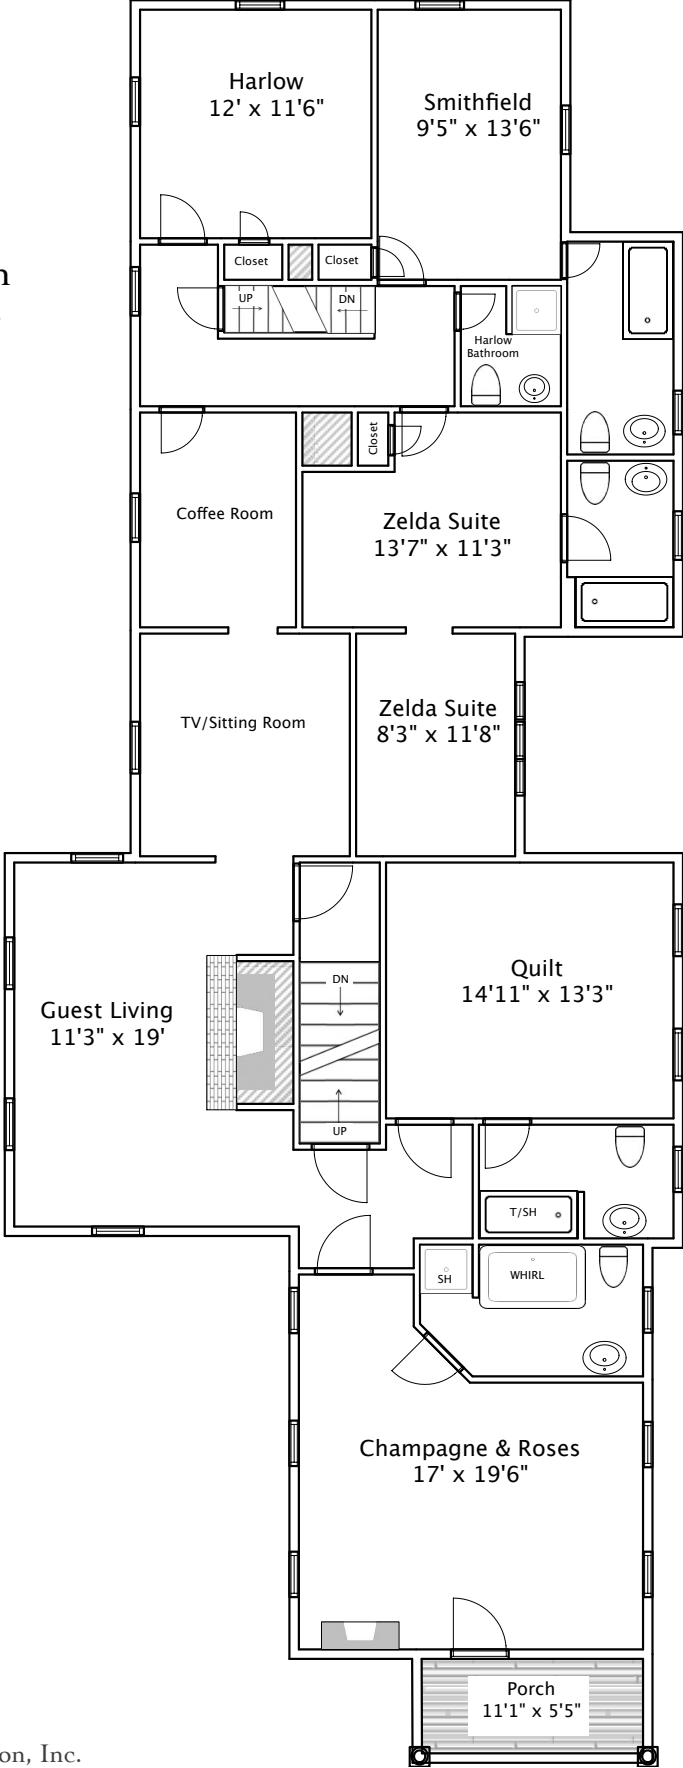 Harlow
12' x 11'6"
Smithfield
9'5" x 13'6"
Closet
Closet
UP
DN
Harlow
Bathroom
Closet
Coffee Room
Zelda Suite
13'7" x 11'3"
TV/Sitting Room
Zelda Suite
8'3" x 11'8"
Guest Living
11'3" x 19'
DN
UP
Quilt
14'11" x 13'3"
T/SH
SH
WHIRL
Champagne & Roses
17' x 19'6"
Porch
11'1" x 5'5"
on, Inc.